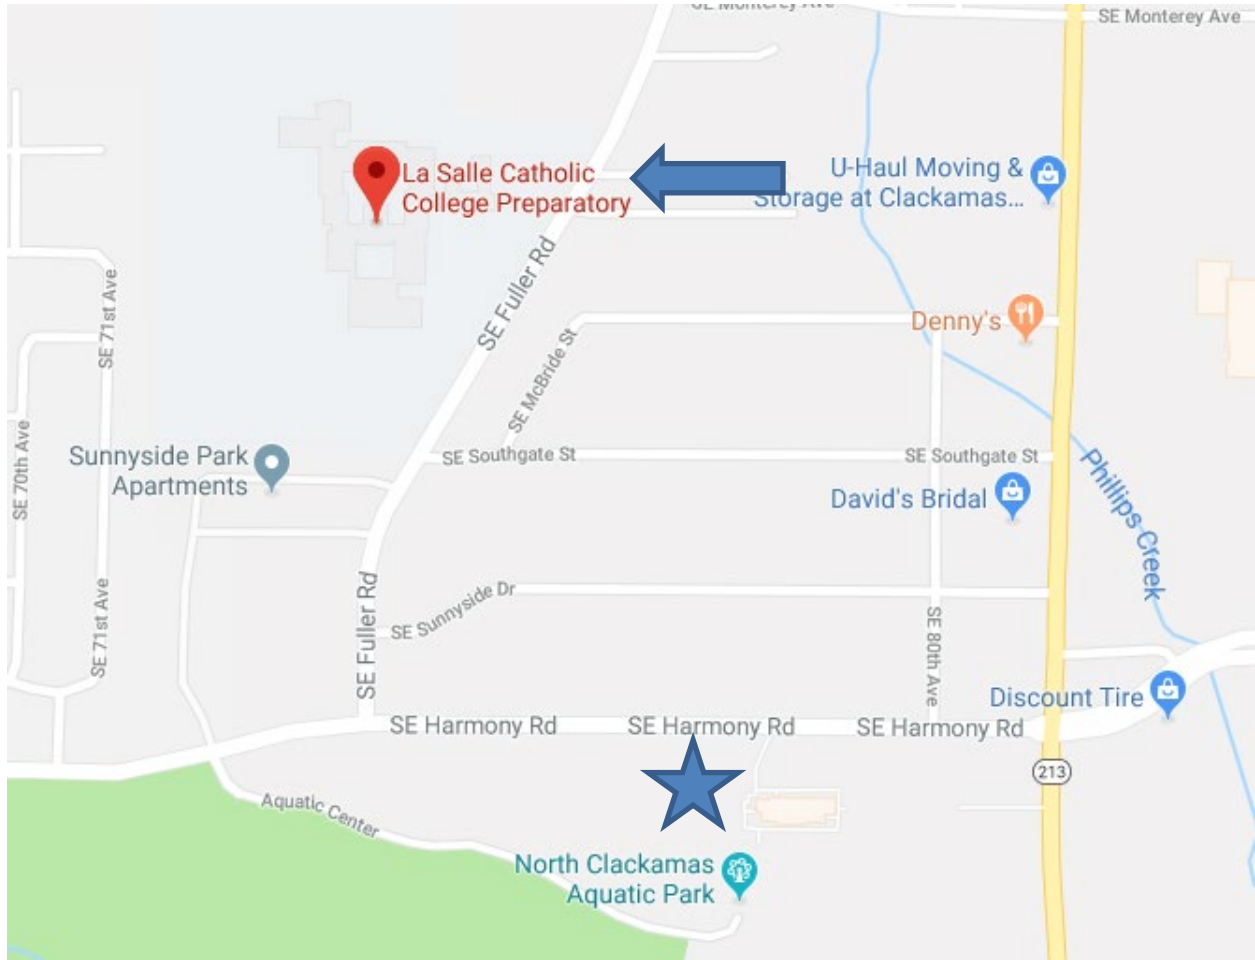 SE Monterey Ave
SE Monterey Ave
La Salle Catholic
College Preparatory
U-Haul Moving &
Storage at Clackamas...
SE Fuller Rd
SE 71st Ave
Denny's
SE McBride St
SE 70th Ave
Sunnyside Park
Apartments
SE Southgate St
SE Southgate St
David's Bridal
Phillips Creek
SE Fuller Rd
SE 71st Ave
SE Sunnyside Dr
SE 80th Ave
Discount Tire
SE Harmony Rd
SE Harmony Rd
SE Harmony Rd
213
Aquatic Center
North Clackamas
Aquatic Park